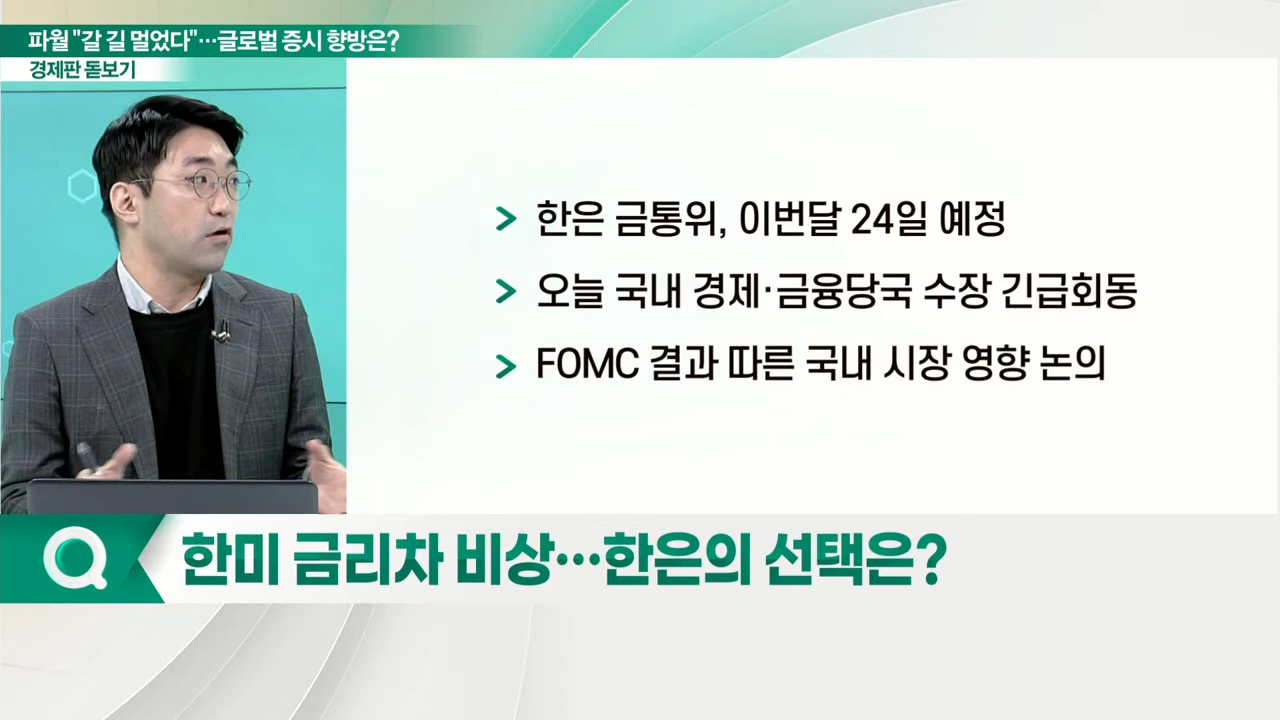 파월 "갈 길 멀었다"…글로벌 증시 향방은?
경제판 돋보기
> 한은 금통위, 이번달 24일 예정
> 오늘 국내 경제·금융당국 수장 긴급회동
> FOMC 결과 따른 국내 시장 영향 논의
Q 한미 금리차 비상…한은의 선택은?